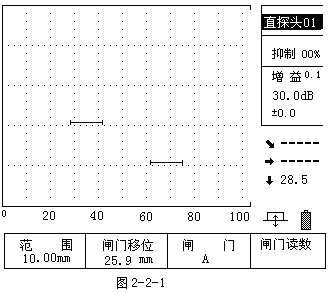 直探头01
抑制 00%
增益 0.1
30.0dB
±0.0
⬊ -----
➔ -----
⬇ 28.5
0 20 40 60 80 100
范围 闸门移位 闸门 闸门读数
10.00mm 25.9 mm A
图2-2-1